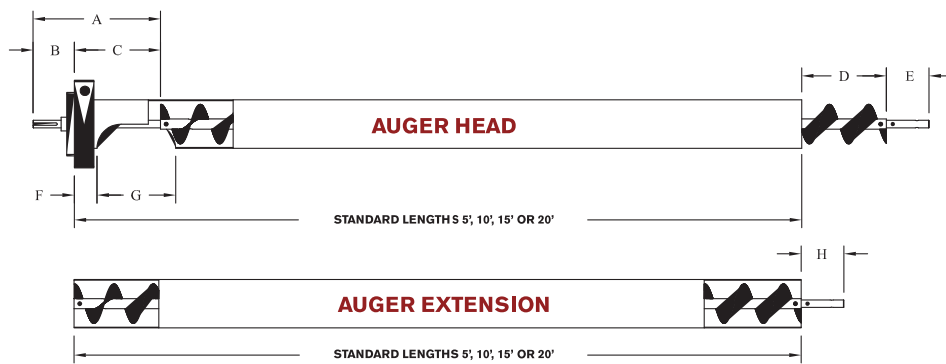 A
B
C
D
E
AUGER HEAD
F
G
STANDARD LENGTHS 5', 10', 15' OR 20'
H
AUGER EXTENSION
STANDARD LENGTHS 5', 10', 15' OR 20'